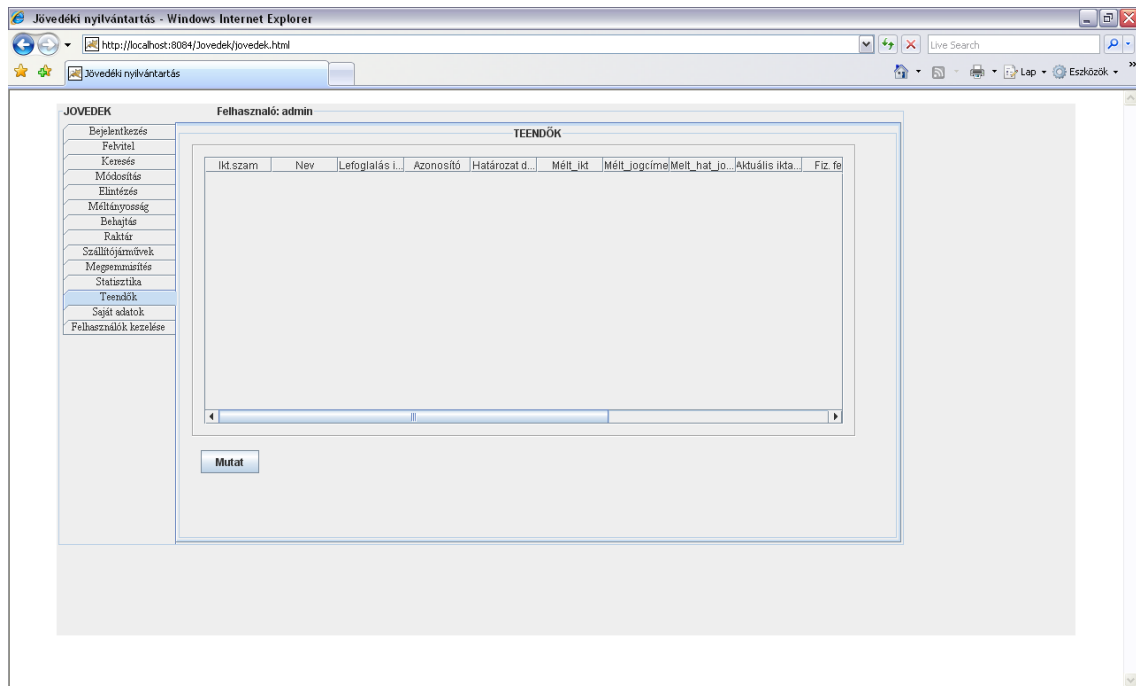 Jövedéki nyilvántartás - Windows Internet Explorer
http://localhost:8084/Jovedek/jovedek.html
Live Search
Jövedéki nyilvántartás
Lap
Eszközök
»
JOVEDEK
Felhasznaló: admin
Bejelentkezés
Felvitel
Keresés
Módosítás
Elintézés
Méltányosság
Behajtás
Raktár
Szállítójárművek
Megsemmisítés
Statisztika
Teendők
Saját adatok
Felhasználók kezelése
TEENDŐK
Ikt.szam Nev Lefoglalás i... Azonosító Határozat d... Mélt_ikt Mélt_jogcíme Melt_hat_jo... Aktuális ikta... Fiz. fe
Mutat